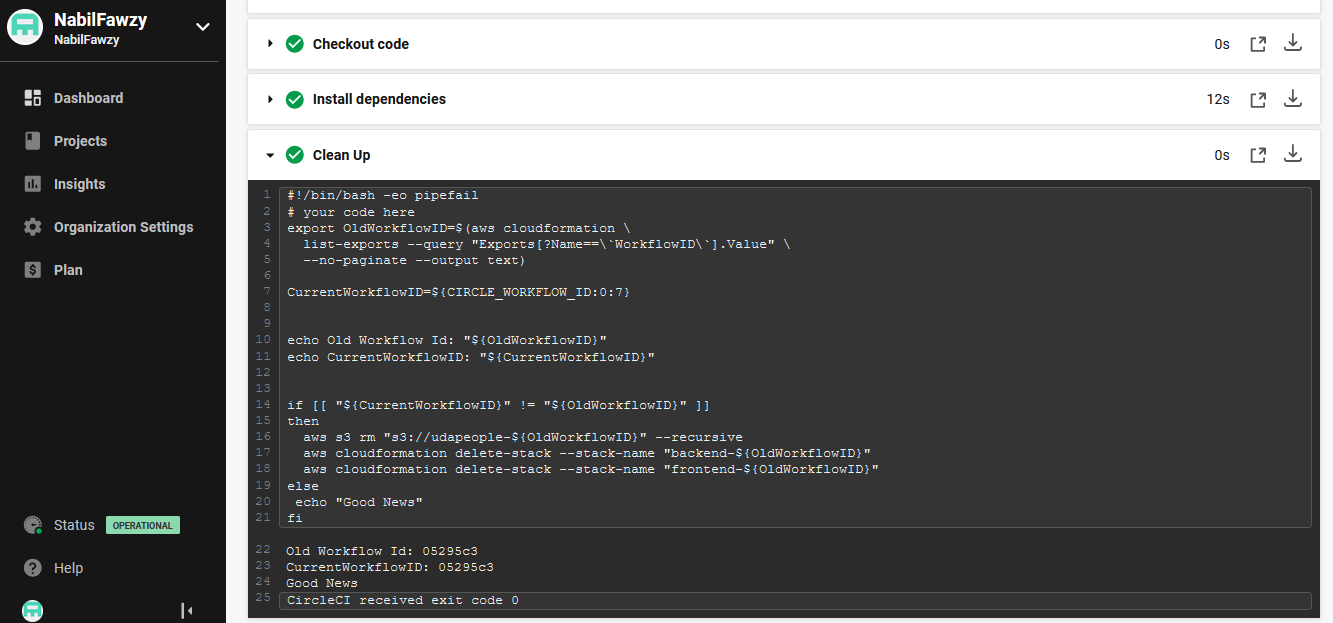 NabilFawzy
NabilFawzy
Dashboard
Projects
Insights
Organization Settings
Plan
Status OPERATIONAL
Help
Checkout code 0s
Install dependencies 12s
Clean Up 0s
1 #!/bin/bash -eo pipefail
2 # your code here
3 export OldWorkflowID=$(aws cloudformation \
4   list-exports --query "Exports[?Name==\`WorkflowID\`].Value" \
5   --no-paginate --output text)
6
7 CurrentWorkflowID=${CIRCLE_WORKFLOW_ID:0:7}
8
9
10 echo Old Workflow Id: "${OldWorkflowID}"
11 echo CurrentWorkflowID: "${CurrentWorkflowID}"
12
13
14 if [[ "${CurrentWorkflowID}" != "${OldWorkflowID}" ]]
15 then
16   aws s3 rm "s3://udapeople-${OldWorkflowID}" --recursive
17   aws cloudformation delete-stack --stack-name "backend-${OldWorkflowID}"
18   aws cloudformation delete-stack --stack-name "frontend-${OldWorkflowID}"
19 else
20  echo "Good News"
21 fi
22 Old Workflow Id: 05295c3
23 CurrentWorkflowID: 05295c3
24 Good News
25 CircleCI received exit code 0